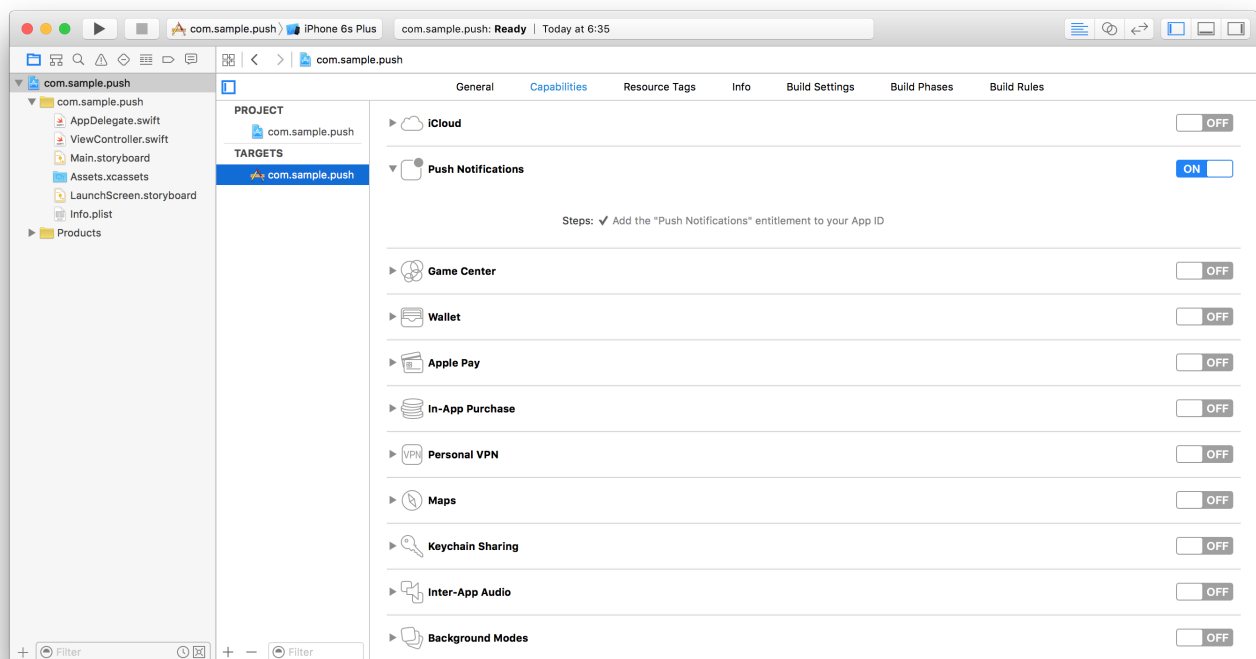 com.sample.push iPhone 6s Plus com.sample.push: Ready | Today at 6:35
com.sample.push
com.sample.push
com.sample.push
AppDelegate.swift
ViewController.swift
Main.storyboard
Assets.xcassets
LaunchScreen.storyboard
Info.plist
Products
Filter
General Capabilities Resource Tags Info Build Settings Build Phases Build Rules
PROJECT
com.sample.push
TARGETS
com.sample.push
Filter
iCloud OFF
Push Notifications ON
Steps: ✓ Add the "Push Notifications" entitlement to your App ID
Game Center OFF
Wallet OFF
Apple Pay OFF
In-App Purchase OFF
VPN Personal VPN OFF
Maps OFF
Keychain Sharing OFF
Inter-App Audio OFF
Background Modes OFF